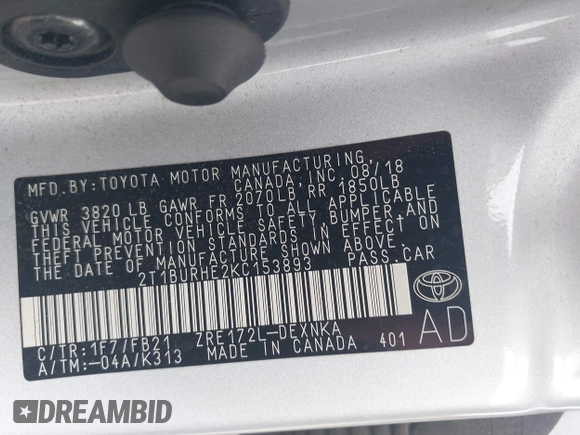 MFD.BY:TOYOTA MOTOR MANUFACTURING,
CANADA,INC. 08/18
GVWR 3820LB GAWR FR 2070LB RR 1850LB
THIS VEHICLE CONFORMS TO ALL APPLICABLE
FEDERAL MOTOR VEHICLE SAFETY, BUMPER, AND
THEFT PREVENTION STANDARDS IN EFFECT ON
THE DATE OF MANUFACTURE SHOWN ABOVE.
2T1BURHE2KC153893 PASS.CAR
C/TR:1F7/FB21 ZRE172L-DEXNKA
A/TM:-04A/K313 MADE IN CANADA 401
AD
DREAMBID